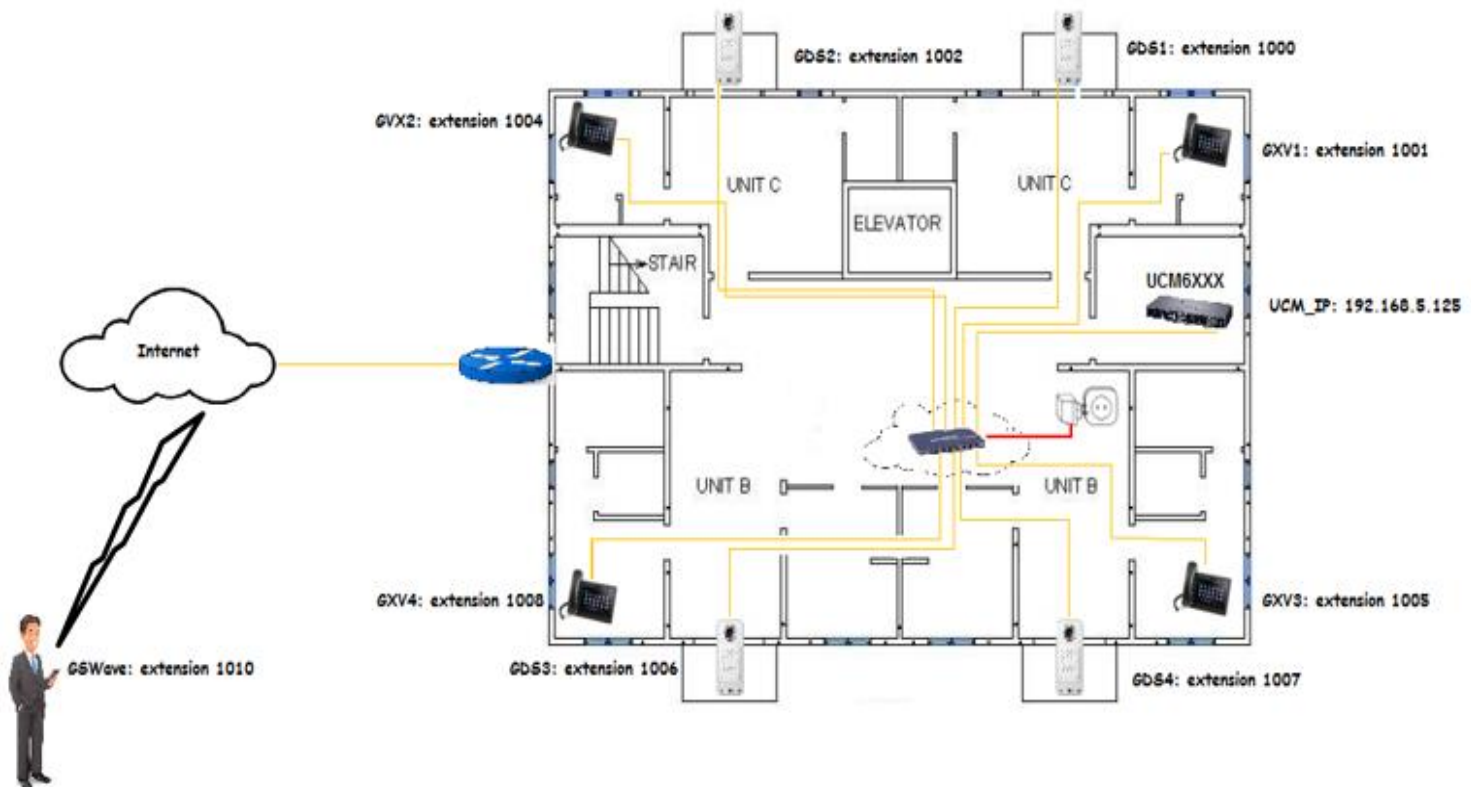 GDS2: extension 1002
GDS1: extension 1000
GVX2: extension 1004
GXV1: extension 1001
UNIT C
UNIT C
ELEVATOR
STAIR
UCM6XXX
UCM_IP: 192.168.5.125
Internet
UNIT B
UNIT B
GXV4: extension 1008
GXV3: extension 1005
GSWave: extension 1010
GDS3: extension 1006
GDS4: extension 1007